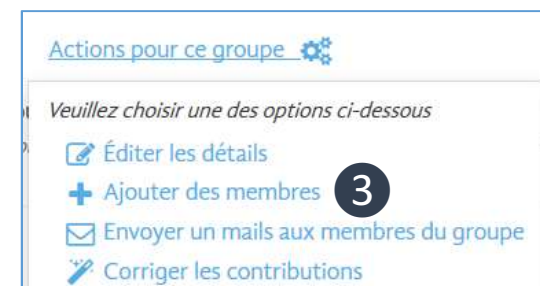 Actions pour ce groupe
Veuillez choisir une des options ci-dessous
Éditer les détails
Ajouter des membres 3
Envoyer un mails aux membres du groupe
Corriger les contributions